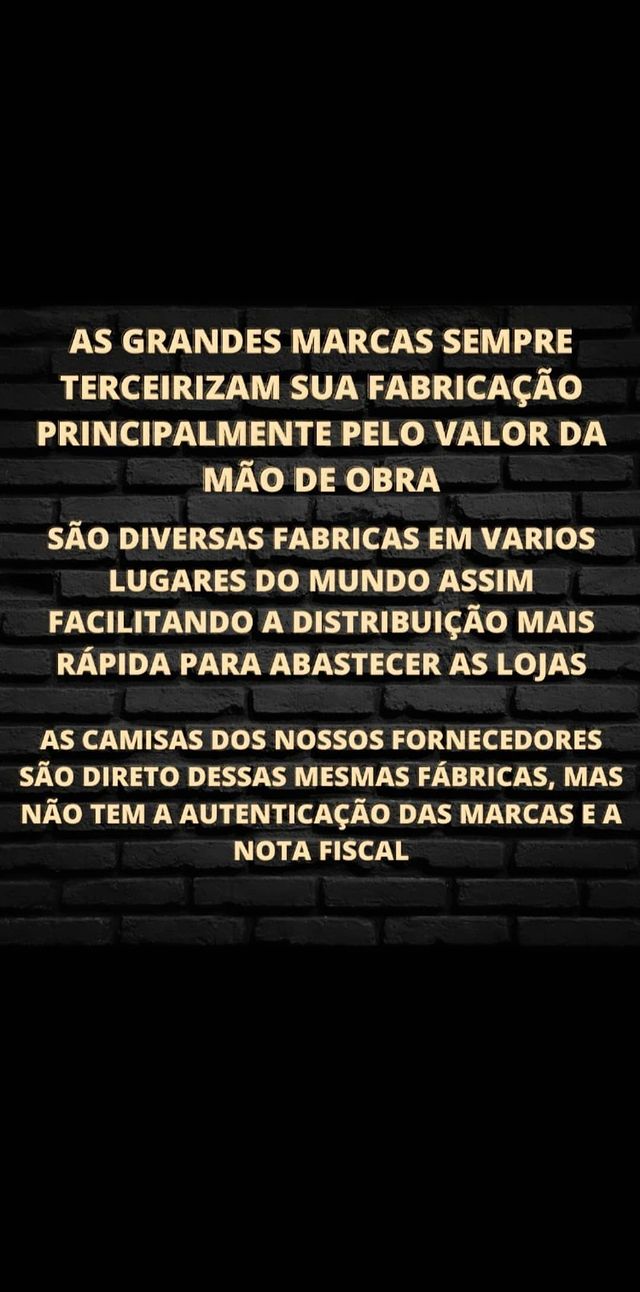 AS GRANDES MARCAS SEMPRE
TERCEIRIZAM SUA FABRICAÇÃO
PRINCIPALMENTE PELO VALOR DA
MÃO DE OBRA
SÃO DIVERSAS FABRICAS EM VARIOS
LUGARES DO MUNDO ASSIM
FACILITANDO A DISTRIBUIÇÃO MAIS
RÁPIDA PARA ABASTECER AS LOJAS
AS CAMISAS DOS NOSSOS FORNECEDORES
SÃO DIRETO DESSAS MESMAS FÁBRICAS, MAS
NÃO TEM A AUTENTICAÇÃO DAS MARCAS E A
NOTA FISCAL